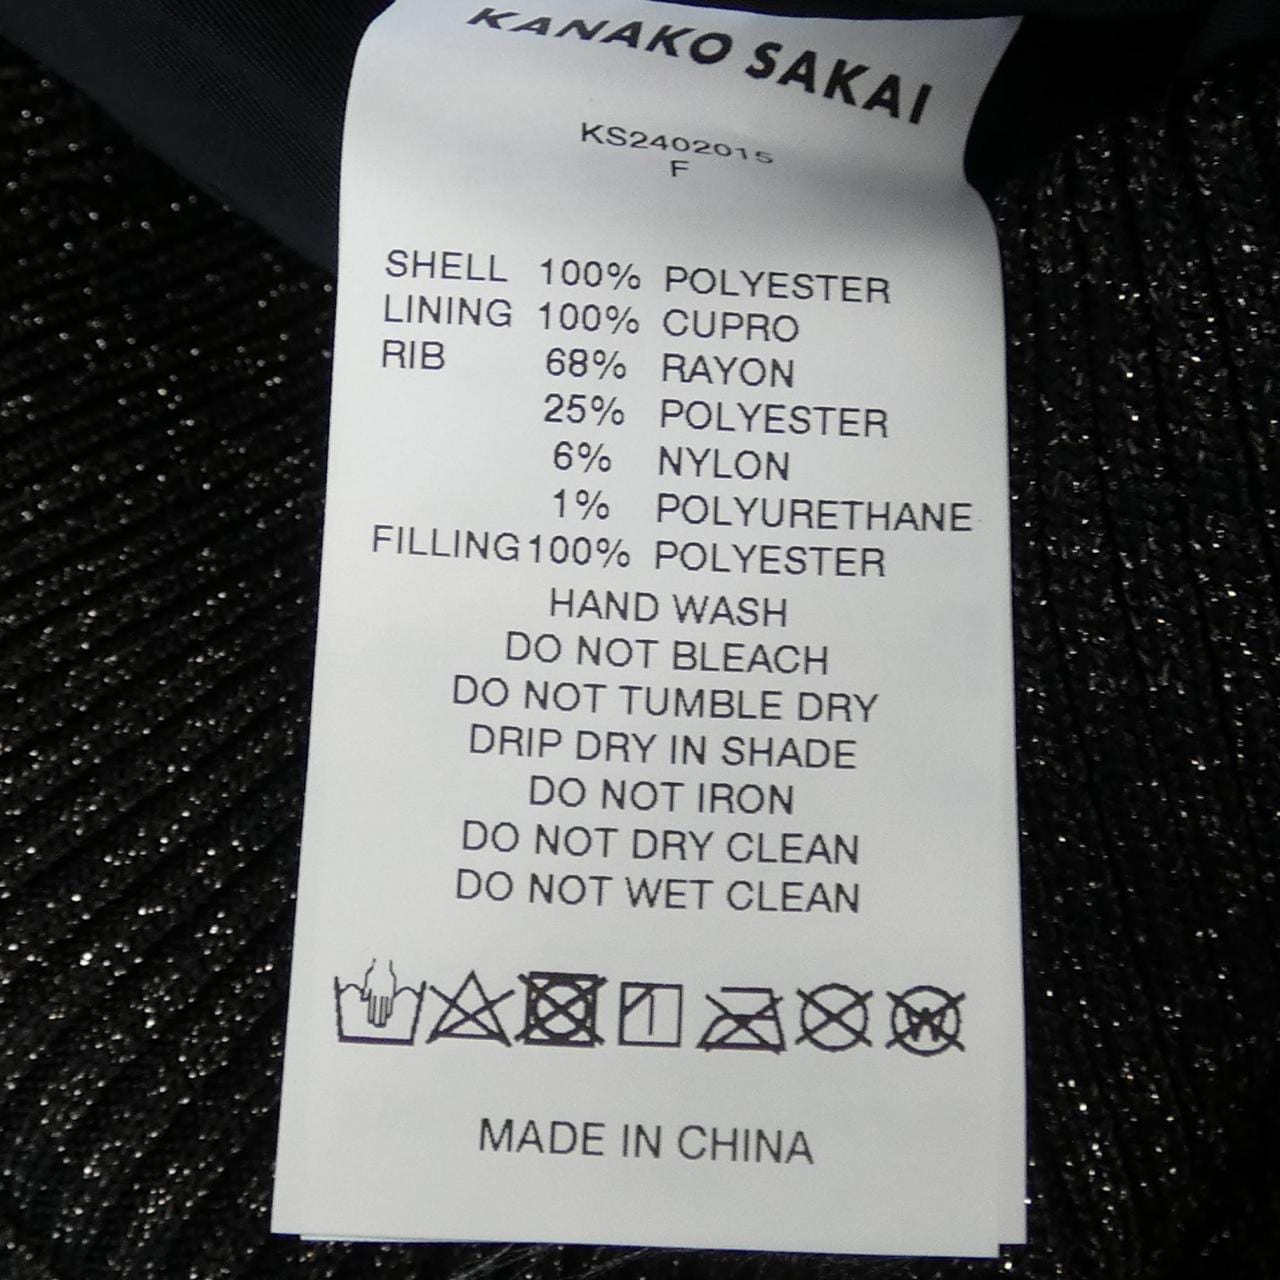 KANAKO SAKAI
KS2402015
F
SHELL 100% POLYESTER
LINING 100% CUPRO
RIB 68% RAYON
25% POLYESTER
6% NYLON
1% POLYURETHANE
FILLING 100% POLYESTER
HAND WASH
DO NOT BLEACH
DO NOT TUMBLE DRY
DRIP DRY IN SHADE
DO NOT IRON
DO NOT DRY CLEAN
DO NOT WET CLEAN
W
MADE IN CHINA